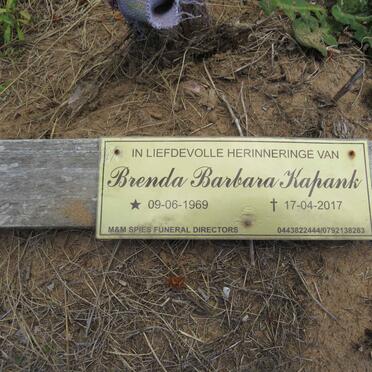 IN LIEFDEVOLLE HERINNERINGE VAN
Brenda Barbara Kapank
★ 09-06-1969 † 17-04-2017
M&M SPIES FUNERAL DIRECTORS 0443822444/0792138283